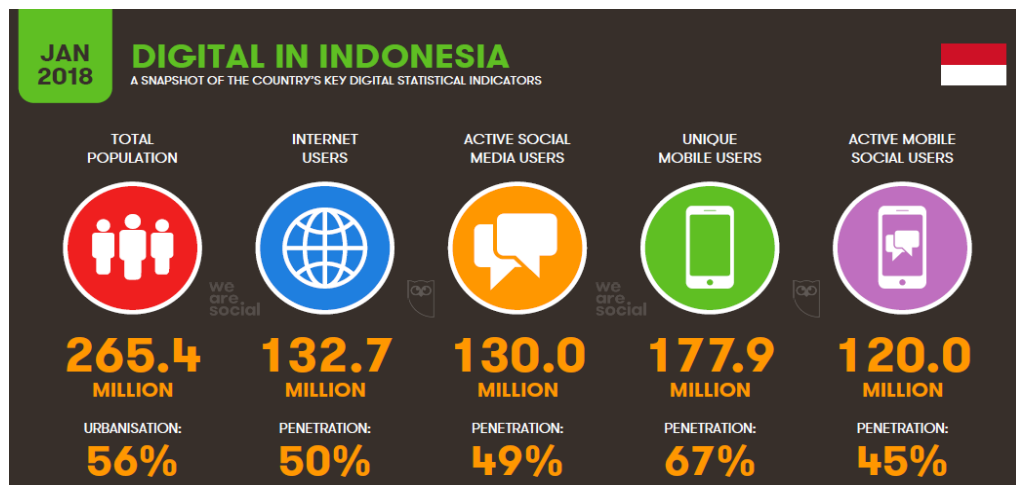 JAN
2018
DIGITAL IN INDONESIA
A SNAPSHOT OF THE COUNTRY'S KEY DIGITAL STATISTICAL INDICATORS
TOTAL
POPULATION
INTERNET
USERS
ACTIVE SOCIAL
MEDIA USERS
UNIQUE
MOBILE USERS
ACTIVE MOBILE
SOCIAL USERS
we
are
social
we
are
social
265.4
MILLION
132.7
MILLION
130.0
MILLION
177.9
MILLION
120.0
MILLION
URBANISATION:
56%
PENETRATION:
50%
PENETRATION:
49%
PENETRATION:
67%
PENETRATION:
45%